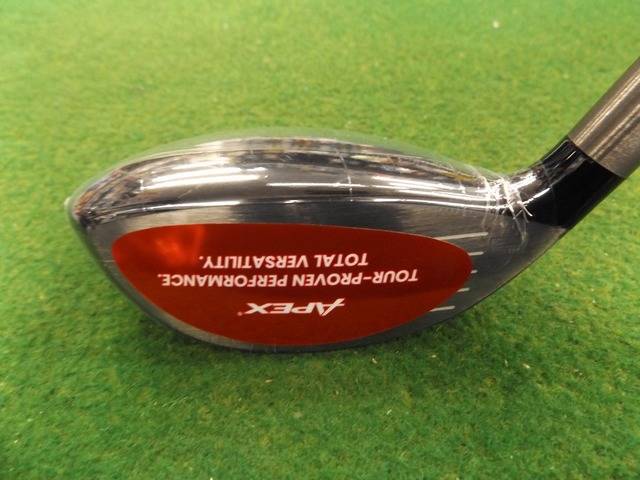 APEX®
TOUR-PROVEN PERFORMANCE.
TOTAL VERSATILITY.